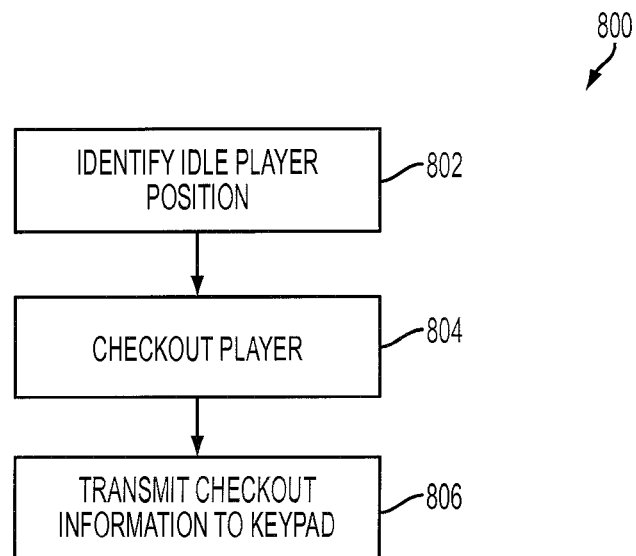 800
IDENTIFY IDLE PLAYER
POSITION
802
CHECKOUT PLAYER
804
TRANSMIT CHECKOUT
INFORMATION TO KEYPAD
806